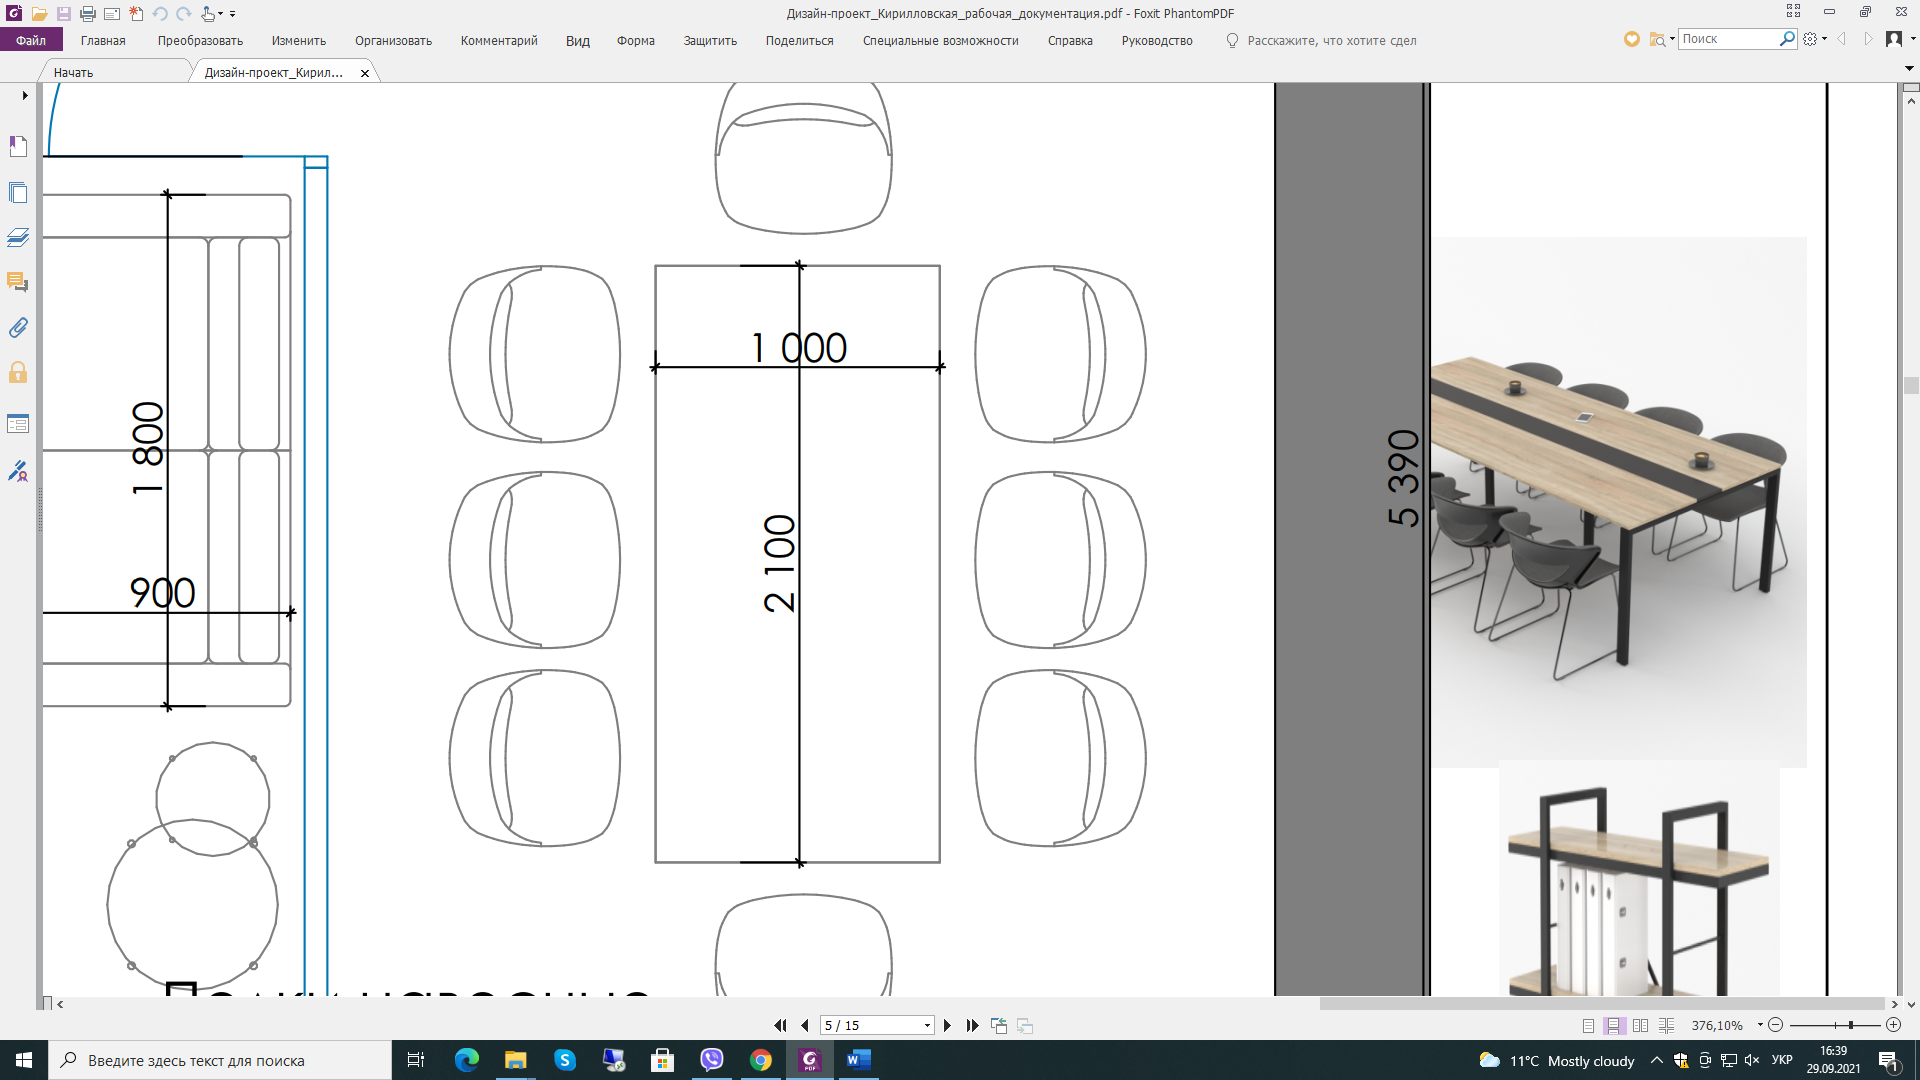 Дизайн-проект_Кирилловская_рабочая_документация.pdf - Foxit PhantomPDF
Файл Главная Преобразовать Изменить Организовать Комментарий Вид Форма Защитить Поделиться Специальные возможности Справка Руководство Расскажите, что хотите сдел Поиск
Начать Дизайн-проект_Кирил...
1 000
1 800
5 390
2 100
900
5 / 15 376,10%
Введите здесь текст для поиска
11°C Mostly cloudy УКР 16:39
29.09.2021
1